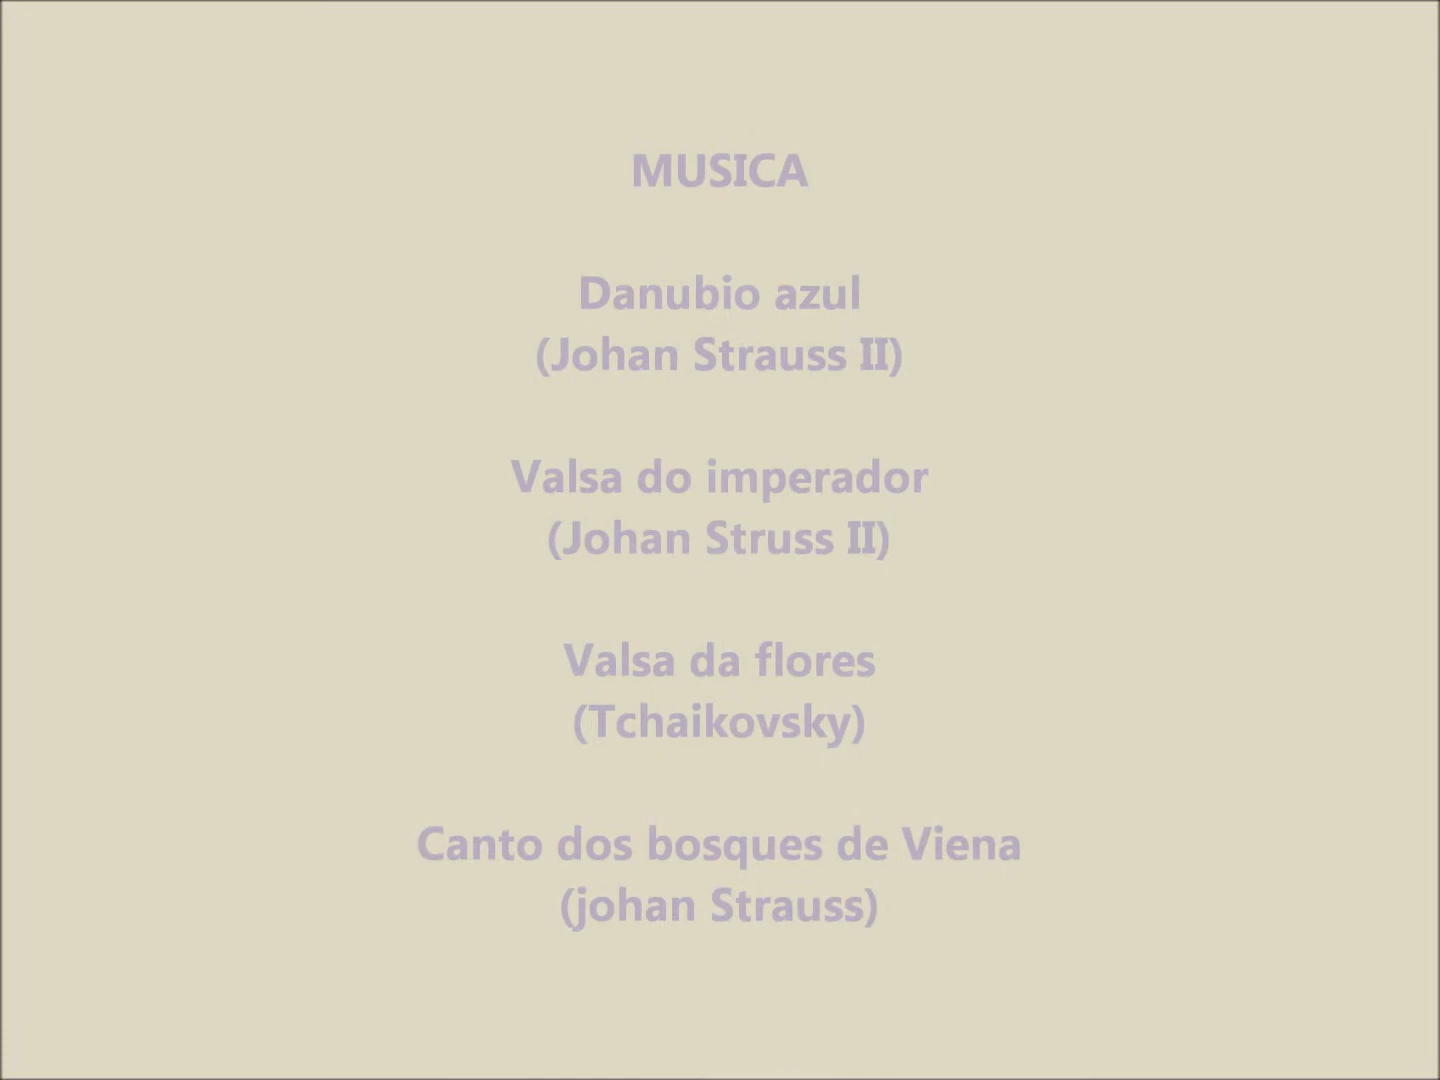 MUSICA
Danubio azul
(Johan Strauss II)
Valsa do imperador
(Johan Struss II)
Valsa da flores
(Tchaikovsky)
Canto dos bosques de Viena
(johan Strauss)